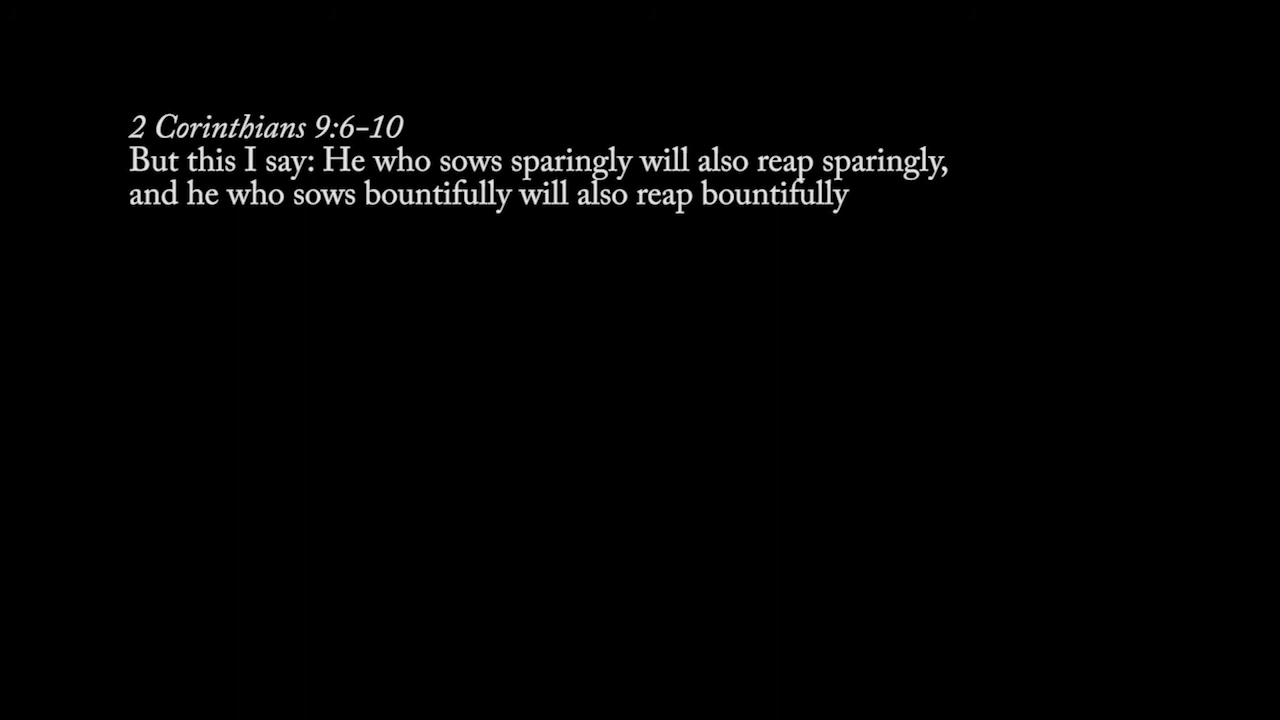 2 Corinthians 9:6-10
But this I say: He who sows sparingly will also reap sparingly,
and he who sows bountifully will also reap bountifully